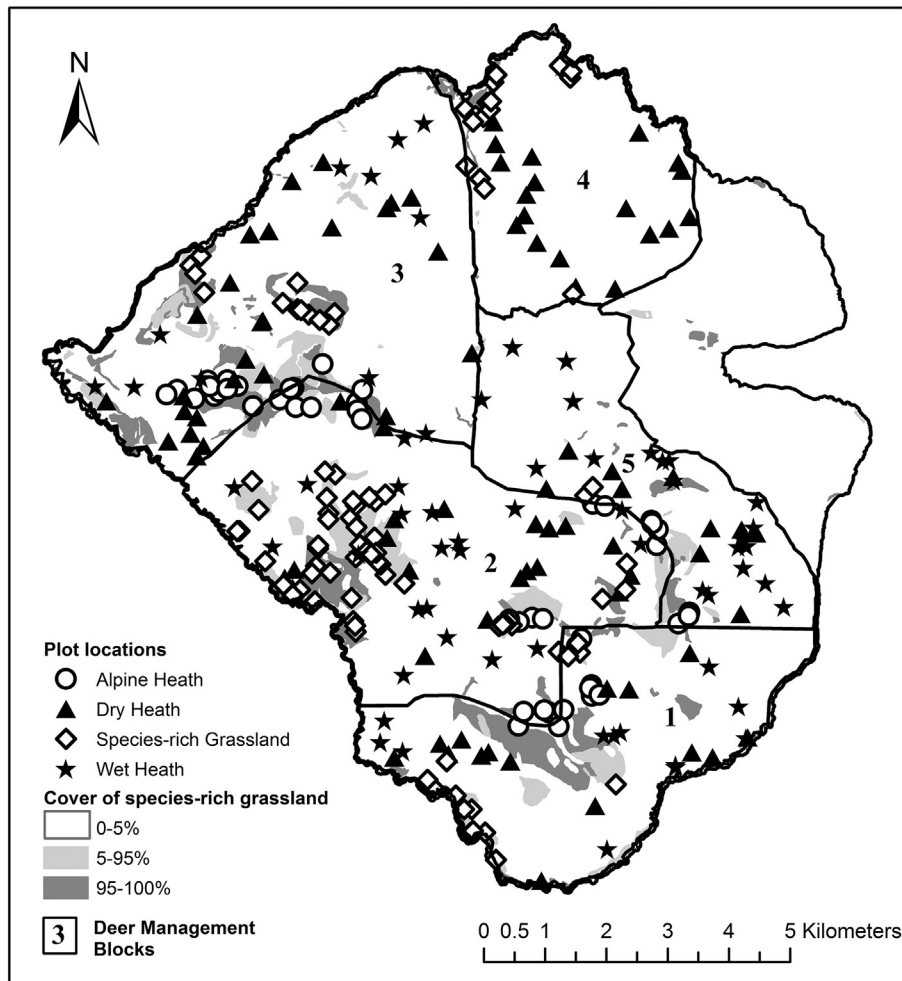 N
4
3
5
2
1
Plot locations
Alpine Heath
Dry Heath
Species-rich Grassland
Wet Heath
Cover of species-rich grassland
0-5%
5-95%
95-100%
3 Deer Management
Blocks
0 0.5 1 2 3 4 5 Kilometers